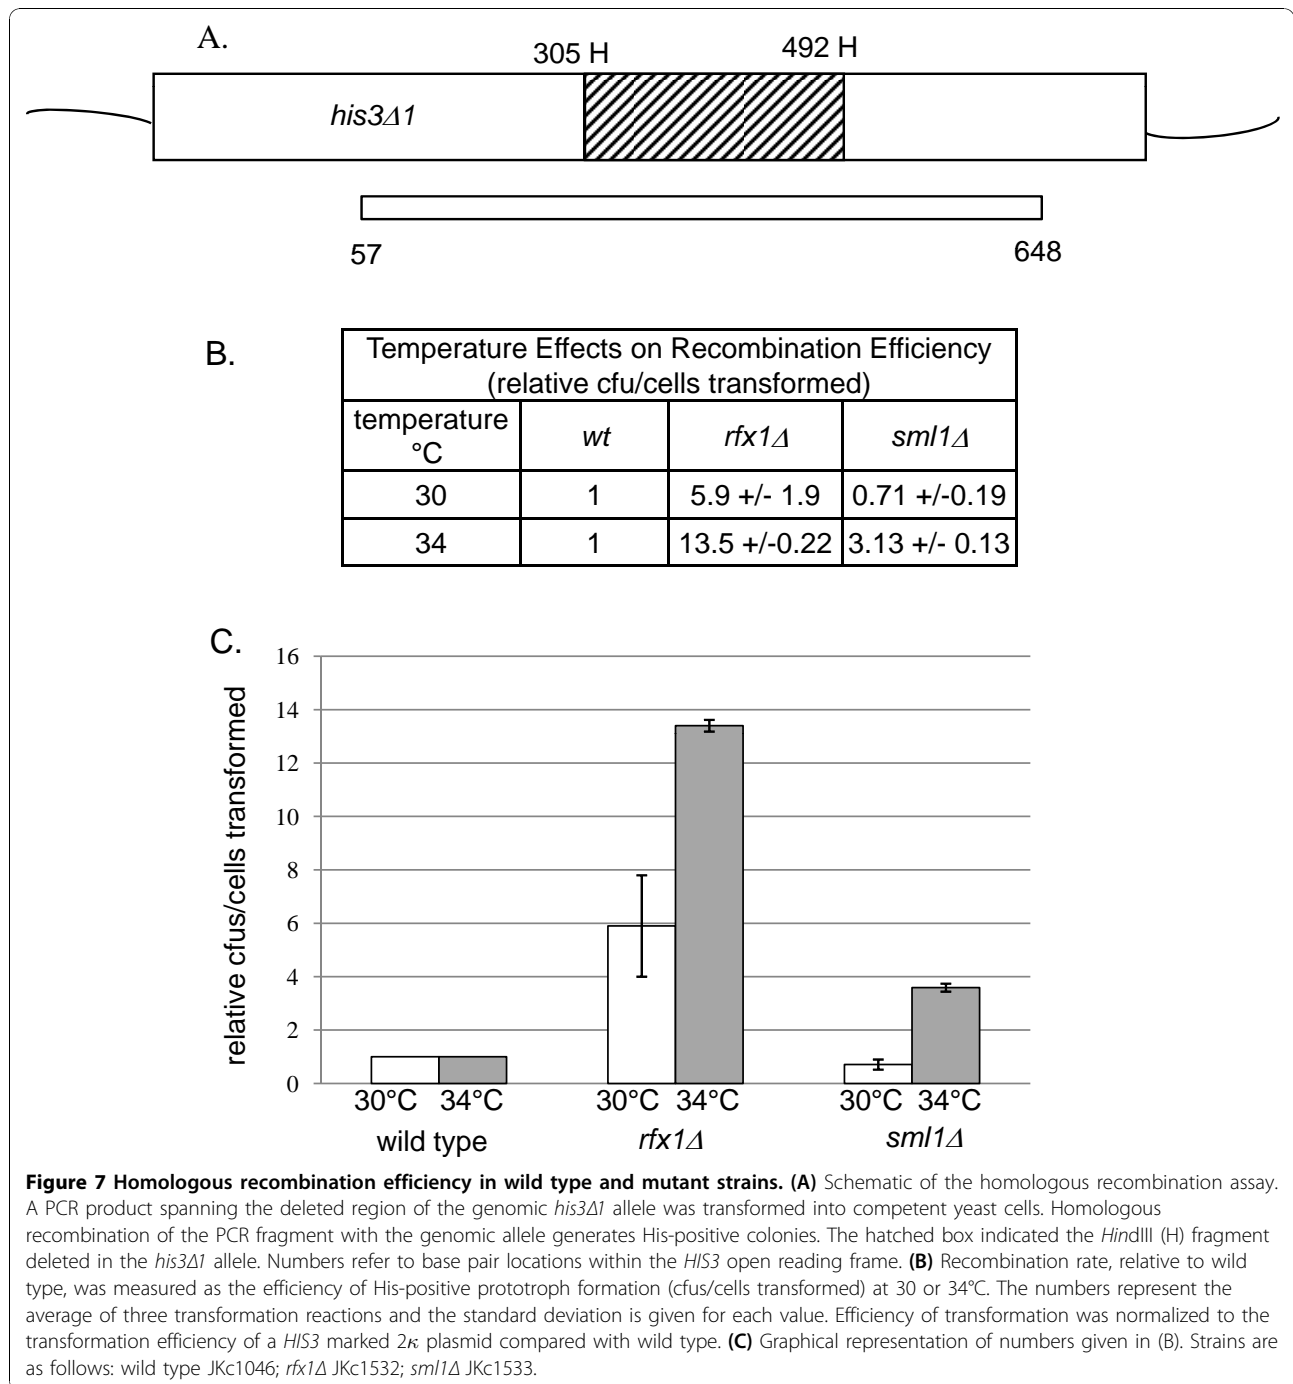 A.
305 H
492 H
his3Δ1
57
648
B.
Temperature Effects on Recombination Efficiency
(relative cfu/cells transformed)
temperature °C wt rfx1Δ sml1Δ
30 1 5.9 +/- 1.9 0.71 +/-0.19
34 1 13.5 +/-0.22 3.13 +/- 0.13
C.
relative cfus/cells transformed
16
14
12
10
8
6
4
2
0
30°C 34°C 30°C 34°C 30°C 34°C
wild type rfx1Δ sml1Δ
Figure 7 Homologous recombination efficiency in wild type and mutant strains. (A) Schematic of the homologous recombination assay.
A PCR product spanning the deleted region of the genomic his3Δ1 allele was transformed into competent yeast cells. Homologous
recombination of the PCR fragment with the genomic allele generates His-positive colonies. The hatched box indicated the HindIII (H) fragment
deleted in the his3Δ1 allele. Numbers refer to base pair locations within the HIS3 open reading frame. (B) Recombination rate, relative to wild
type, was measured as the efficiency of His-positive prototroph formation (cfus/cells transformed) at 30 or 34°C. The numbers represent the
average of three transformation reactions and the standard deviation is given for each value. Efficiency of transformation was normalized to the
transformation efficiency of a HIS3 marked 2κ plasmid compared with wild type. (C) Graphical representation of numbers given in (B). Strains are
as follows: wild type JKc1046; rfx1Δ JKc1532; sml1Δ JKc1533.